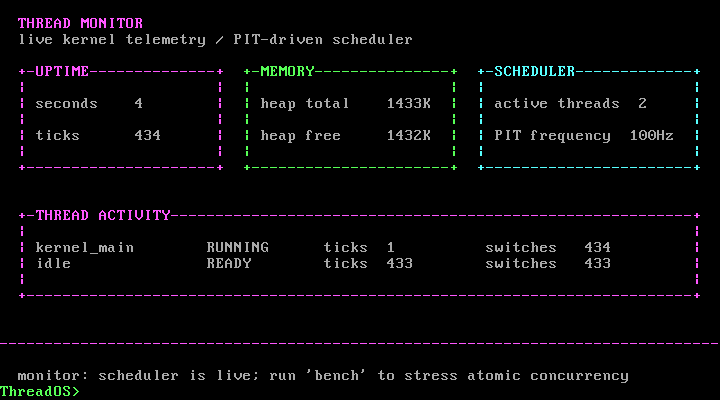 THREAD MONITOR
live kernel telemetry / PIT-driven scheduler
UPTIME MEMORY SCHEDULER
seconds 4 heap total 1433K active threads 2
ticks 434 heap free 1432K PIT frequency 100Hz
THREAD ACTIVITY
kernel_main RUNNING ticks 1 switches 434
idle READY ticks 433 switches 433
monitor: scheduler is live; run 'bench' to stress atomic concurrency
ThreadOS>